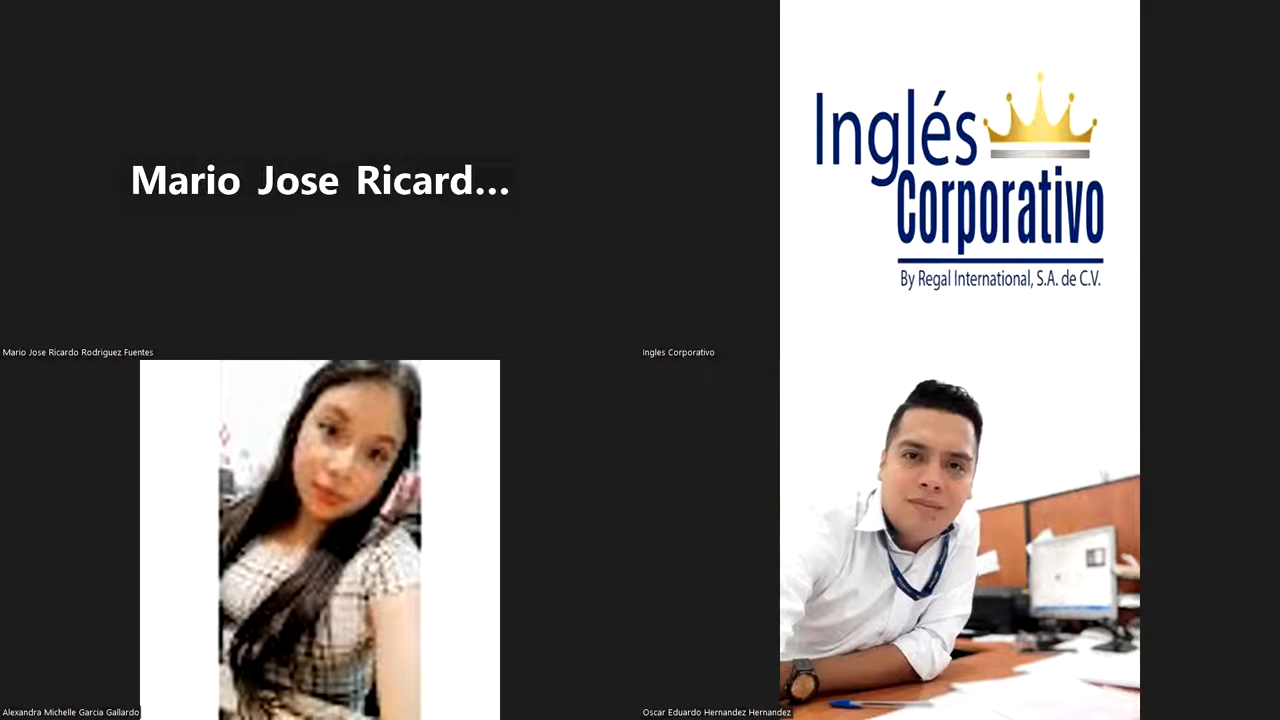 Mario Jose Ricard...
Mario Jose Ricardo Rodriguez Fuentes
Inglés
Corporativo
By Regal International, S.A. de C.V.
Ingles Corporativo
Alexandra Michelle Garcia Gallardo
Oscar Eduardo Hernandez Hernandez